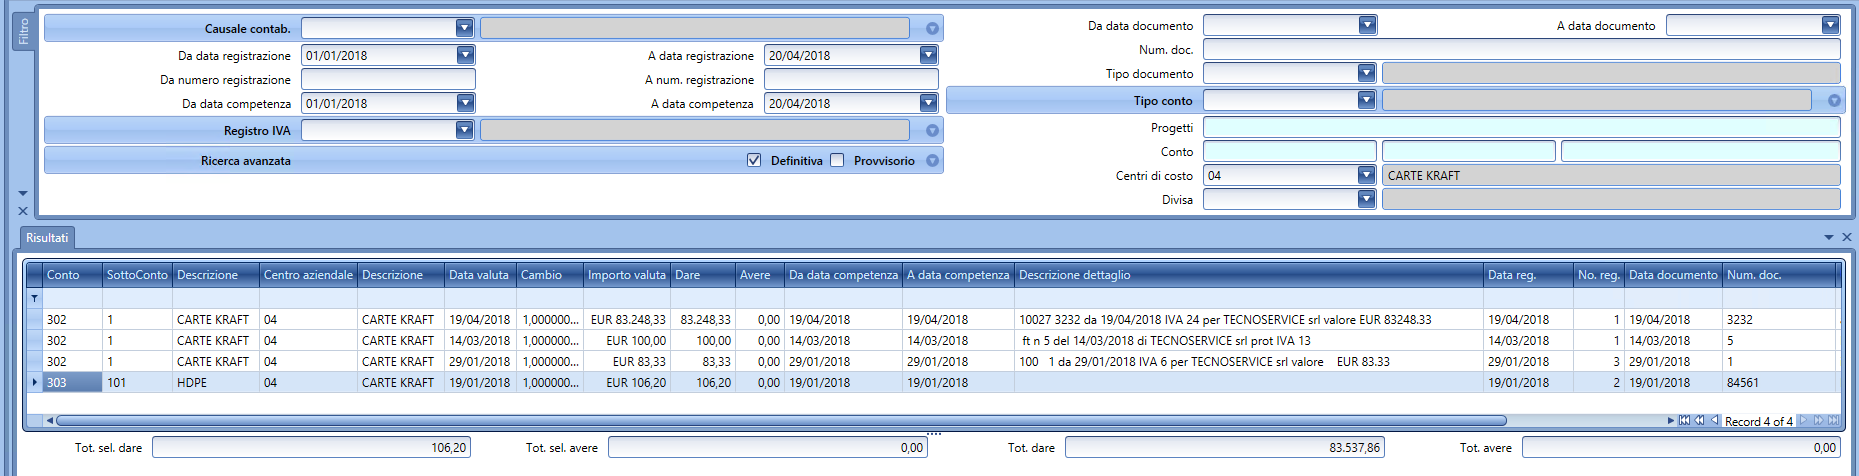 Filtro
Causale contab.
Da data registrazione 01/01/2018 A data registrazione 20/04/2018
Da numero registrazione A num. registrazione
Da data competenza 01/01/2018 A data competenza 20/04/2018
Registro IVA
Ricerca avanzata Definitiva Provvisorio
Da data documento A data documento
Num. doc.
Tipo documento
Tipo conto
Progetti
Conto
Centri di costo 04 CARTE KRAFT
Divisa
Risultati
Conto SottoConto Descrizione Centro aziendale Descrizione Data valuta Cambio Importo valuta Dare Avere Da data competenza A data competenza Descrizione dettaglio Data reg. No. reg. Data documento Num. doc.
302 1 CARTE KRAFT 04 CARTE KRAFT 19/04/2018 1,000000... EUR 83.248,33 83.248,33 0,00 19/04/2018 19/04/2018 10027 3232 da 19/04/2018 IVA 24 per TECNOSERVICE srl valore EUR 83248.33 19/04/2018 1 19/04/2018 3232
302 1 CARTE KRAFT 04 CARTE KRAFT 14/03/2018 1,000000... EUR 100,00 100,00 0,00 14/03/2018 14/03/2018 ft n 5 del 14/03/2018 di TECNOSERVICE srl prot IVA 13 14/03/2018 1 14/03/2018 5
302 1 CARTE KRAFT 04 CARTE KRAFT 29/01/2018 1,000000... EUR 83,33 83,33 0,00 29/01/2018 29/01/2018 100 1 da 29/01/2018 IVA 6 per TECNOSERVICE srl valore EUR 83.33 29/01/2018 3 29/01/2018 1
303 101 HDPE 04 CARTE KRAFT 19/01/2018 1,000000... EUR 106,20 106,20 0,00 19/01/2018 19/01/2018 19/01/2018 2 19/01/2018 84561
Record 4 of 4
Tot. sel. dare 106,20 Tot. sel. avere 0,00 Tot. dare 83.537,86 Tot. avere 0,00